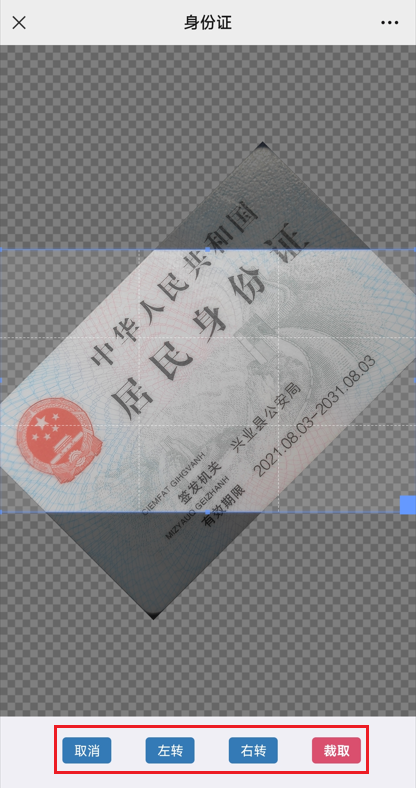 身份证
中华人民共和国
居民身份证
CIEMFAT GIHGVANH
签发机关 兴业县公安局
MIZYAUQ GEIZHANH
有效期限 2021.08.03-2031.08.03
取消
左转
右转
裁取